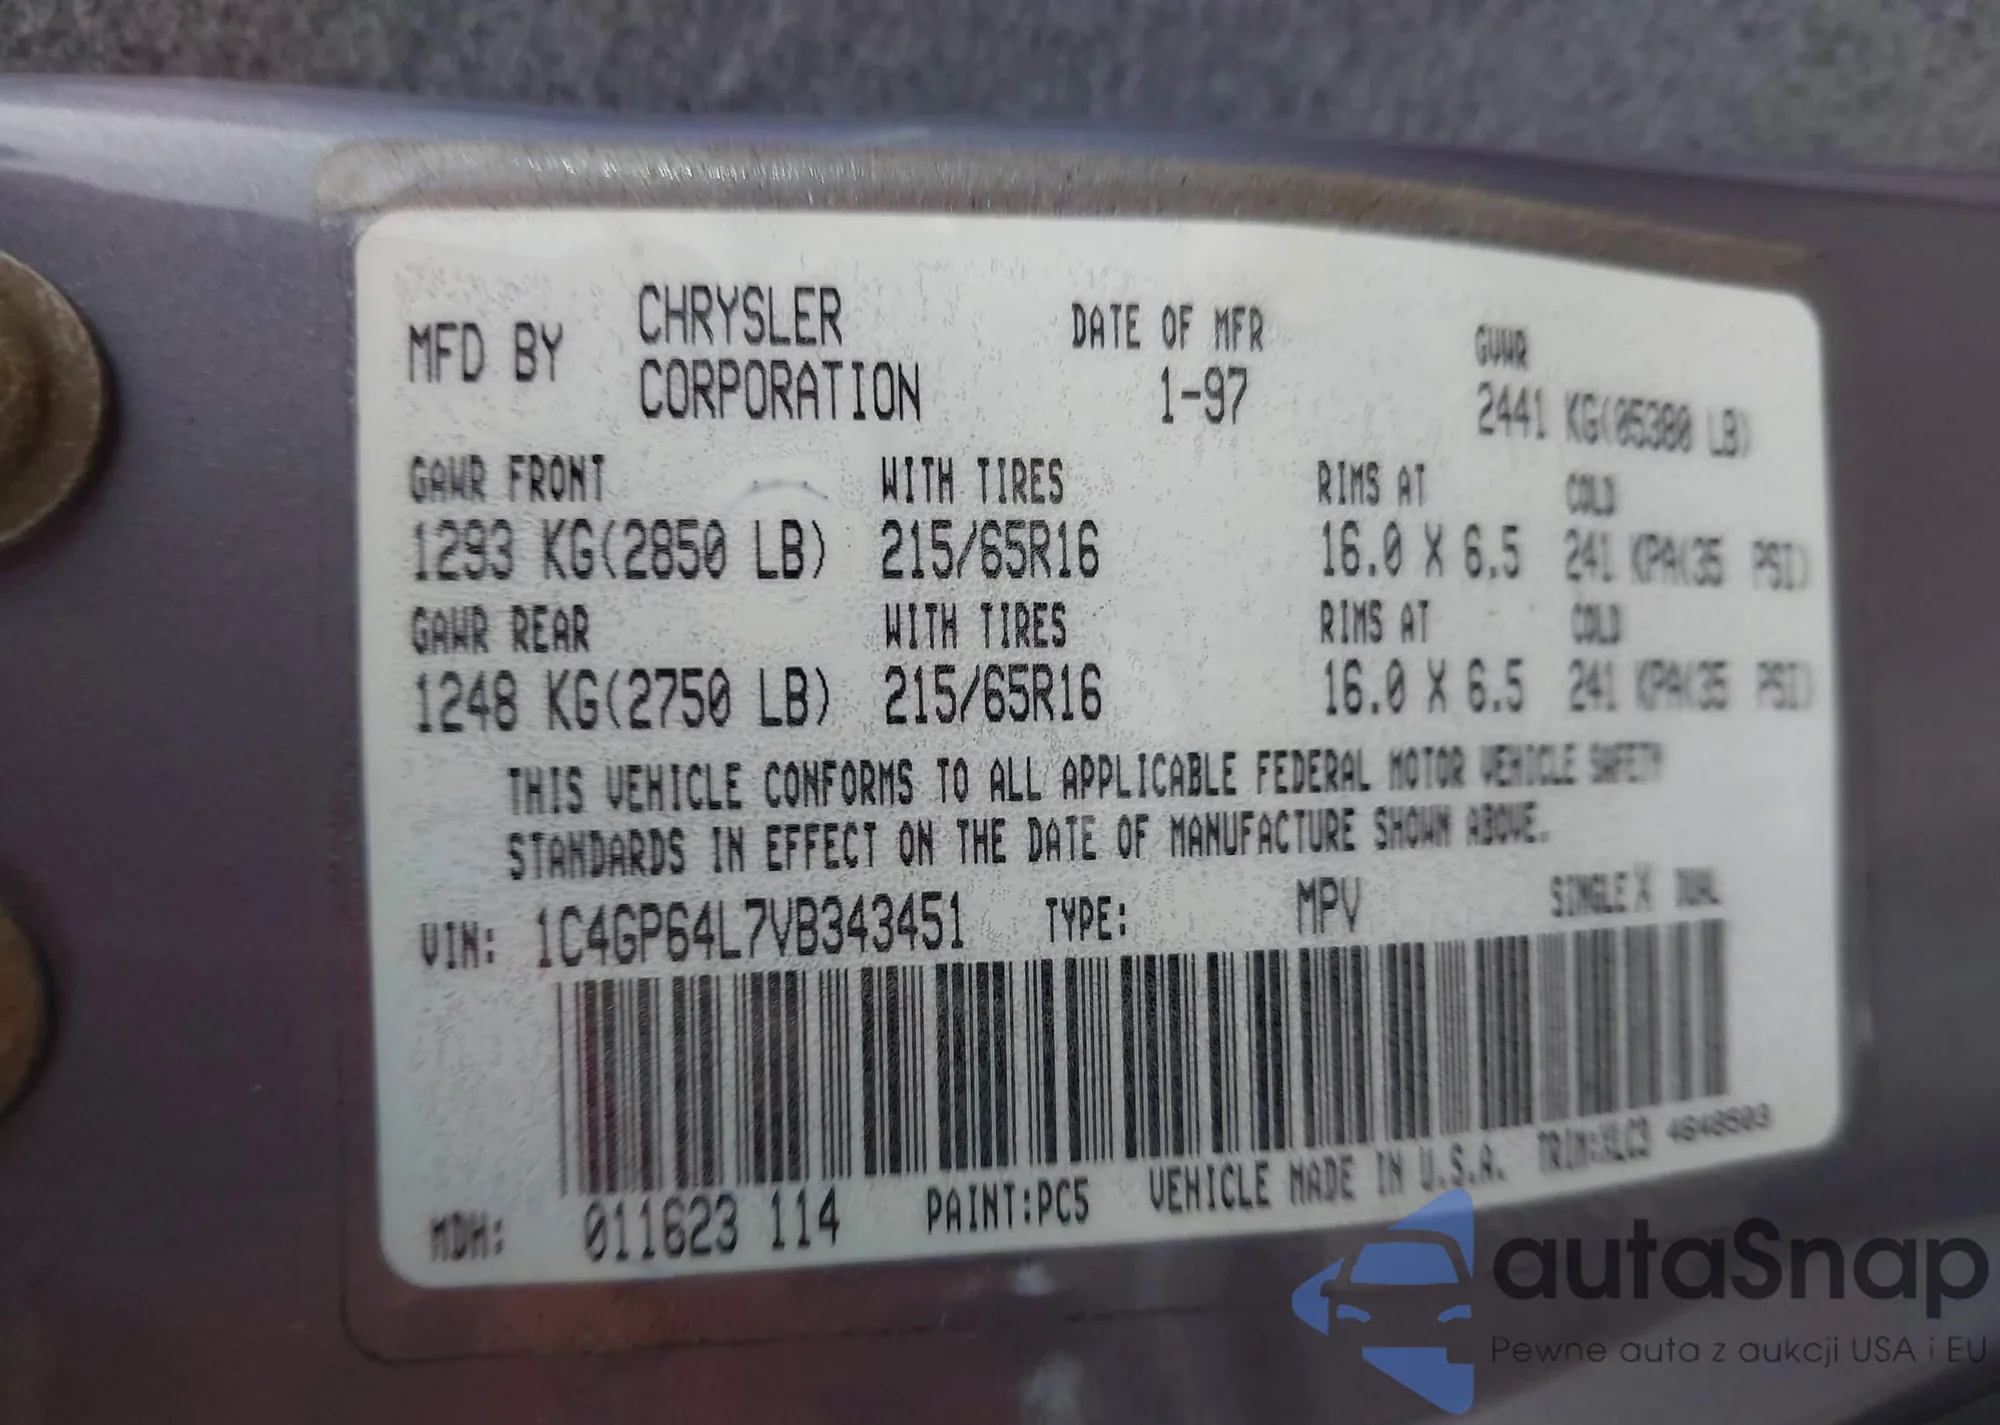 MFD BY CHRYSLER CORPORATION DATE OF MFR 1-97 GVWR 2441 KG(05380 LB)
GAWR FRONT WITH TIRES RIMS AT COLD
1293 KG(2850 LB) 215/65R16 16.0 X 6.5 241 KPA(35 PSI)
GAWR REAR WITH TIRES RIMS AT COLD
1248 KG(2750 LB) 215/65R16 16.0 X 6.5 241 KPA(35 PSI)
THIS VEHICLE CONFORMS TO ALL APPLICABLE FEDERAL MOTOR VEHICLE SAFETY
STANDARDS IN EFFECT ON THE DATE OF MANUFACTURE SHOWN ABOVE.
VIN: 1C4GP64L7VB343451 TYPE: MPV SINGLE X DUAL
MDH: 011623 114 PAINT:PC5 VEHICLE MADE IN U.S.A. TRIM:XLC3 4648503
autaSnap
Pewne auta z aukcji USA i EU